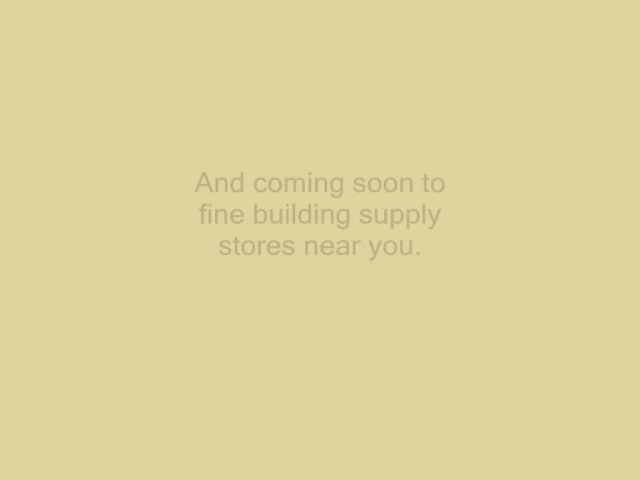 And coming soon to
fine building supply
stores near you.